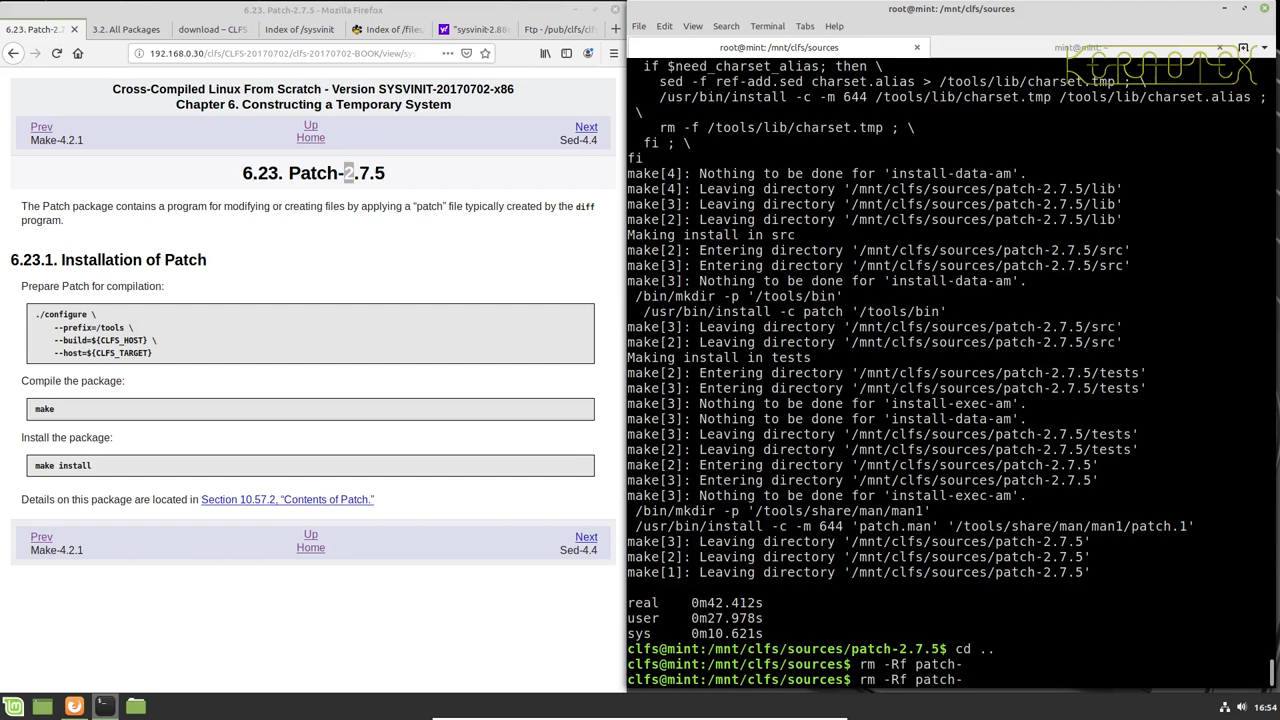 6.23. Patch-2.7.5 - Mozilla Firefox
6.23. Patch-2.7
3.2. All Packages
download – CLFS
Index of /sysvinit
Index of /files
"sysvinit-2.88d
Ftp - /pub/clfs/clfs
192.168.0.30/clfs/CLFS-20170702/clfs-20170702-BOOK/view/sy
Cross-Compiled Linux From Scratch - Version SYSVINIT-20170702-x86
Chapter 6. Constructing a Temporary System
Prev
Up
Next
Make-4.2.1
Home
Sed-4.4
6.23. Patch-2.7.5
The Patch package contains a program for modifying or creating files by applying a “patch” file typically created by the diff
program.
6.23.1. Installation of Patch
Prepare Patch for compilation:
./configure \
--prefix=/tools \
--build=${CLFS_HOST} \
--host=${CLFS_TARGET}
Compile the package:
make
Install the package:
make install
Details on this package are located in Section 10.57.2, “Contents of Patch.”
Prev
Up
Next
Make-4.2.1
Home
Sed-4.4
root@mint: /mnt/clfs/sources
File Edit View Search Terminal Tabs Help
root@mint: /mnt/clfs/sources
root@mint: ~
KERNOTEX
if $need_charset_alias; then \
sed -f ref-add.sed charset.alias > /tools/lib/charset.tmp ; \
/usr/bin/install -c -m 644 /tools/lib/charset.tmp /tools/lib/charset.alias ;
\
rm -f /tools/lib/charset.tmp ; \
fi ; \
fi
make[4]: Nothing to be done for 'install-data-am'.
make[4]: Leaving directory '/mnt/clfs/sources/patch-2.7.5/lib'
make[3]: Leaving directory '/mnt/clfs/sources/patch-2.7.5/lib'
make[2]: Leaving directory '/mnt/clfs/sources/patch-2.7.5/lib'
Making install in src
make[2]: Entering directory '/mnt/clfs/sources/patch-2.7.5/src'
make[3]: Entering directory '/mnt/clfs/sources/patch-2.7.5/src'
make[3]: Nothing to be done for 'install-data-am'.
/bin/mkdir -p '/tools/bin'
/usr/bin/install -c patch '/tools/bin'
make[3]: Leaving directory '/mnt/clfs/sources/patch-2.7.5/src'
make[2]: Leaving directory '/mnt/clfs/sources/patch-2.7.5/src'
Making install in tests
make[2]: Entering directory '/mnt/clfs/sources/patch-2.7.5/tests'
make[3]: Entering directory '/mnt/clfs/sources/patch-2.7.5/tests'
make[3]: Nothing to be done for 'install-exec-am'.
make[3]: Nothing to be done for 'install-data-am'.
make[3]: Leaving directory '/mnt/clfs/sources/patch-2.7.5/tests'
make[2]: Leaving directory '/mnt/clfs/sources/patch-2.7.5/tests'
make[2]: Entering directory '/mnt/clfs/sources/patch-2.7.5'
make[3]: Entering directory '/mnt/clfs/sources/patch-2.7.5'
make[3]: Nothing to be done for 'install-exec-am'.
/bin/mkdir -p '/tools/share/man/man1'
/usr/bin/install -c -m 644 'patch.man' '/tools/share/man/man1/patch.1'
make[3]: Leaving directory '/mnt/clfs/sources/patch-2.7.5'
make[2]: Leaving directory '/mnt/clfs/sources/patch-2.7.5'
make[1]: Leaving directory '/mnt/clfs/sources/patch-2.7.5'
real 0m42.412s
user 0m27.978s
sys 0m10.621s
clfs@mint:/mnt/clfs/sources/patch-2.7.5$ cd ..
clfs@mint:/mnt/clfs/sources$ rm -Rf patch-
clfs@mint:/mnt/clfs/sources$ rm -Rf patch-
16:54